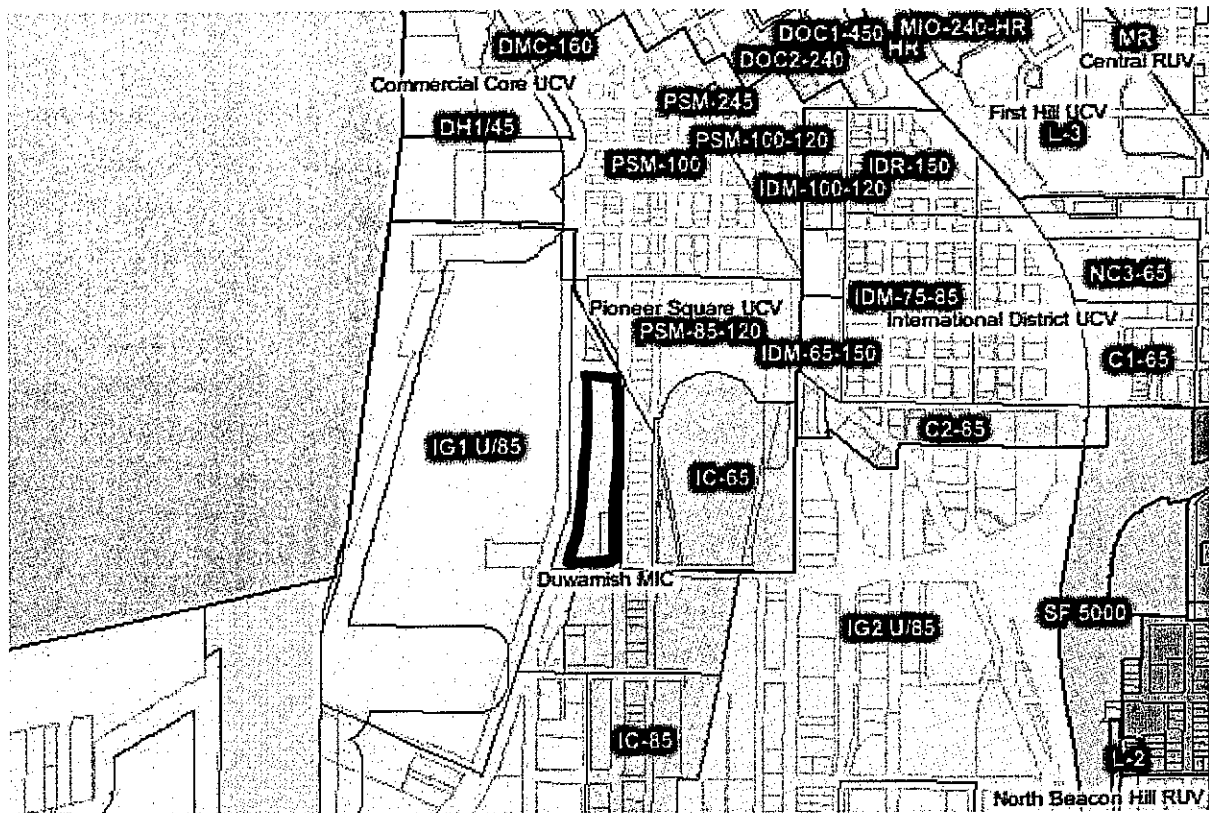 DMC-160
DOC1-450
MIO-240-HR
HR
MR
DOC2-240
Central RUV
Commercial Core UCV
PSM-245
First Hill UCV
DH1/45
PSM-100-120
L-3
PSM-100
IDR-150
IDM-100-120
NC3-65
IDM-75-85
Pioneer Square UCV
International District UCV
PSM-85-120
IDM-65-150
C1-65
C2-65
IG1 U/85
IC-65
Duwamish MIC
SF 5000
IG2 U/85
IC-85
L-2
North Beacon Hill RUV